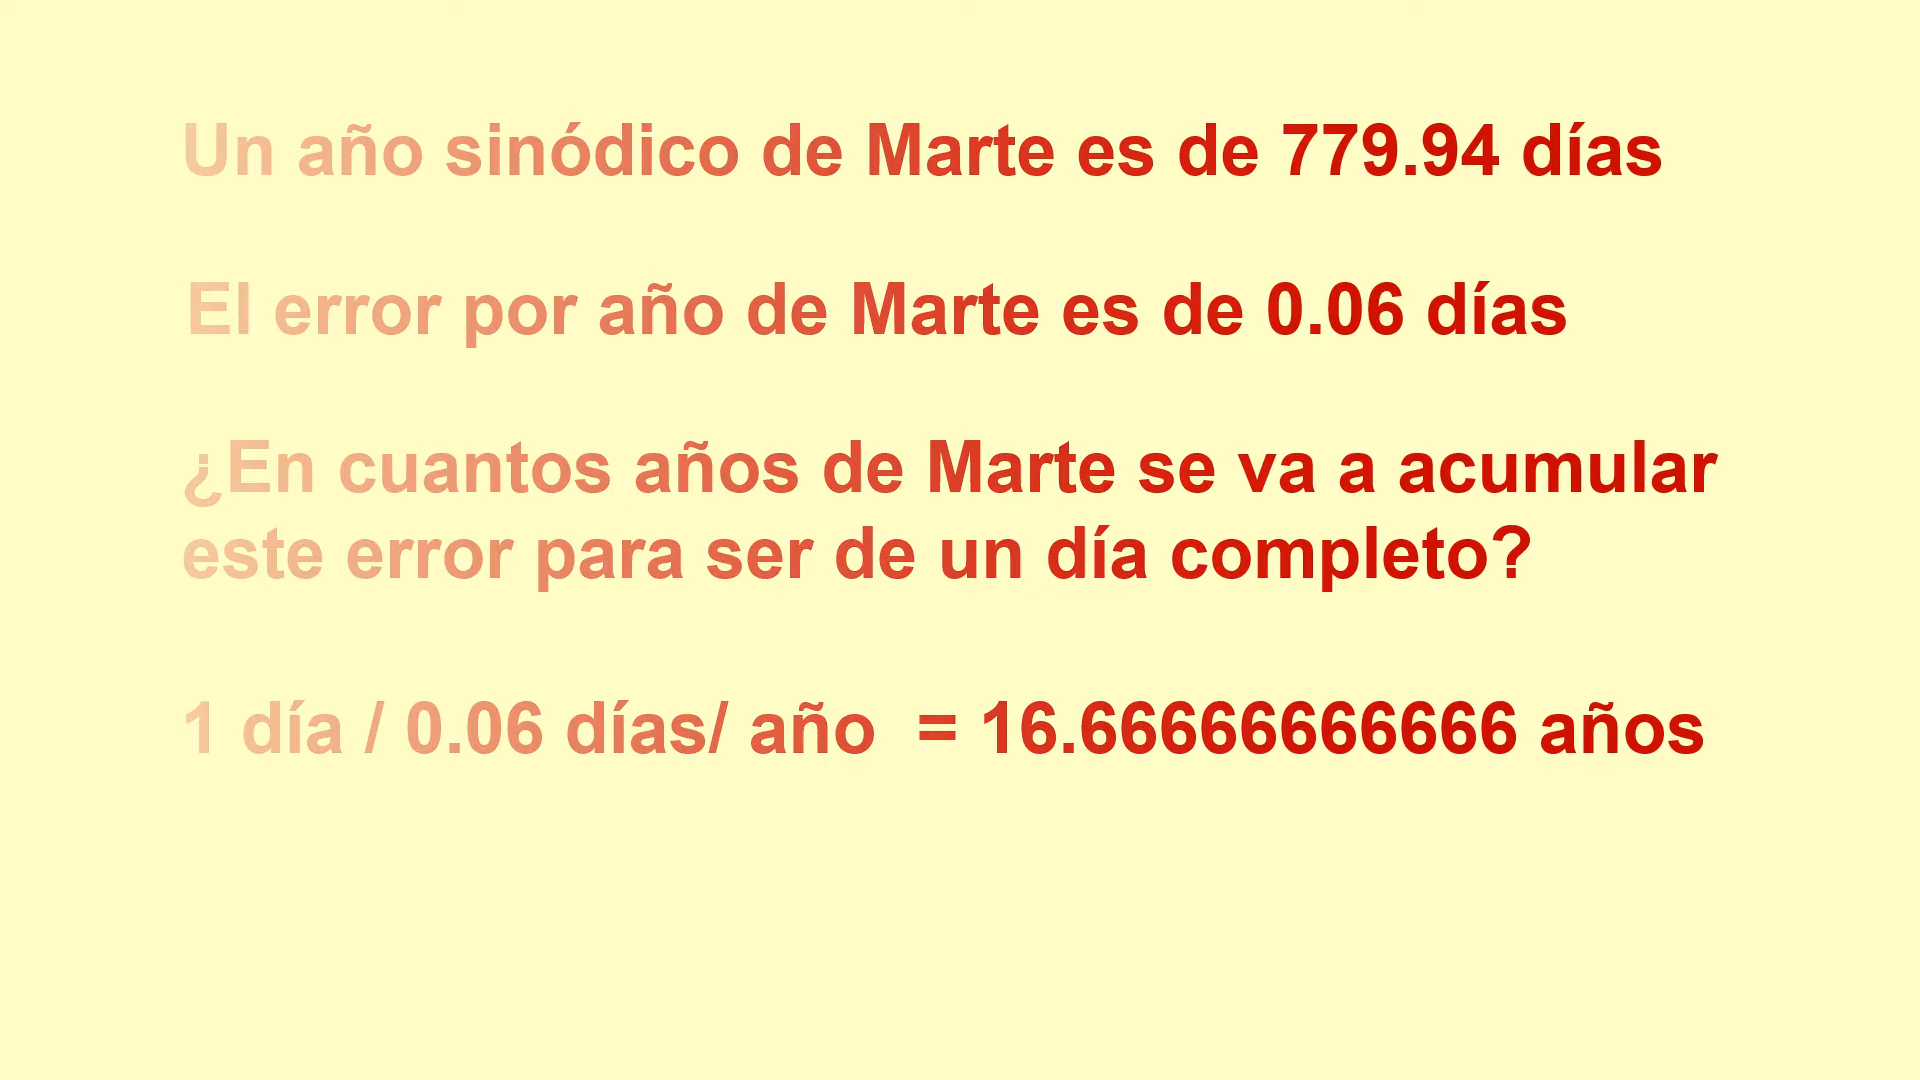 Un año sinódico de Marte es de 779.94 días
El error por año de Marte es de 0.06 días
¿En cuantos años de Marte se va a acumular
este error para ser de un día completo?
1 día / 0.06 días/ año = 16.66666666666 años